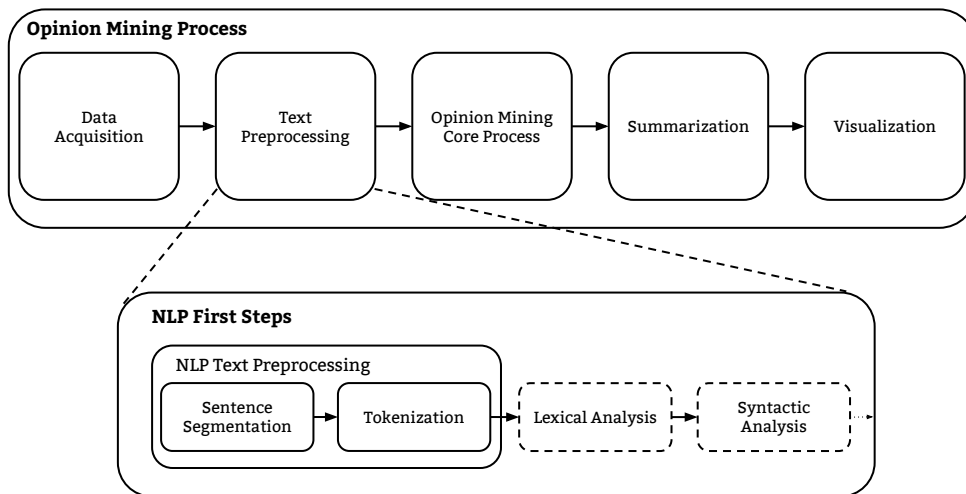 Opinion Mining Process
Data
Acquisition
Text
Preprocessing
Opinion Mining
Core Process
Summarization
Visualization
NLP First Steps
NLP Text Preprocessing
Sentence
Segmentation
Tokenization
Lexical Analysis
Syntactic
Analysis